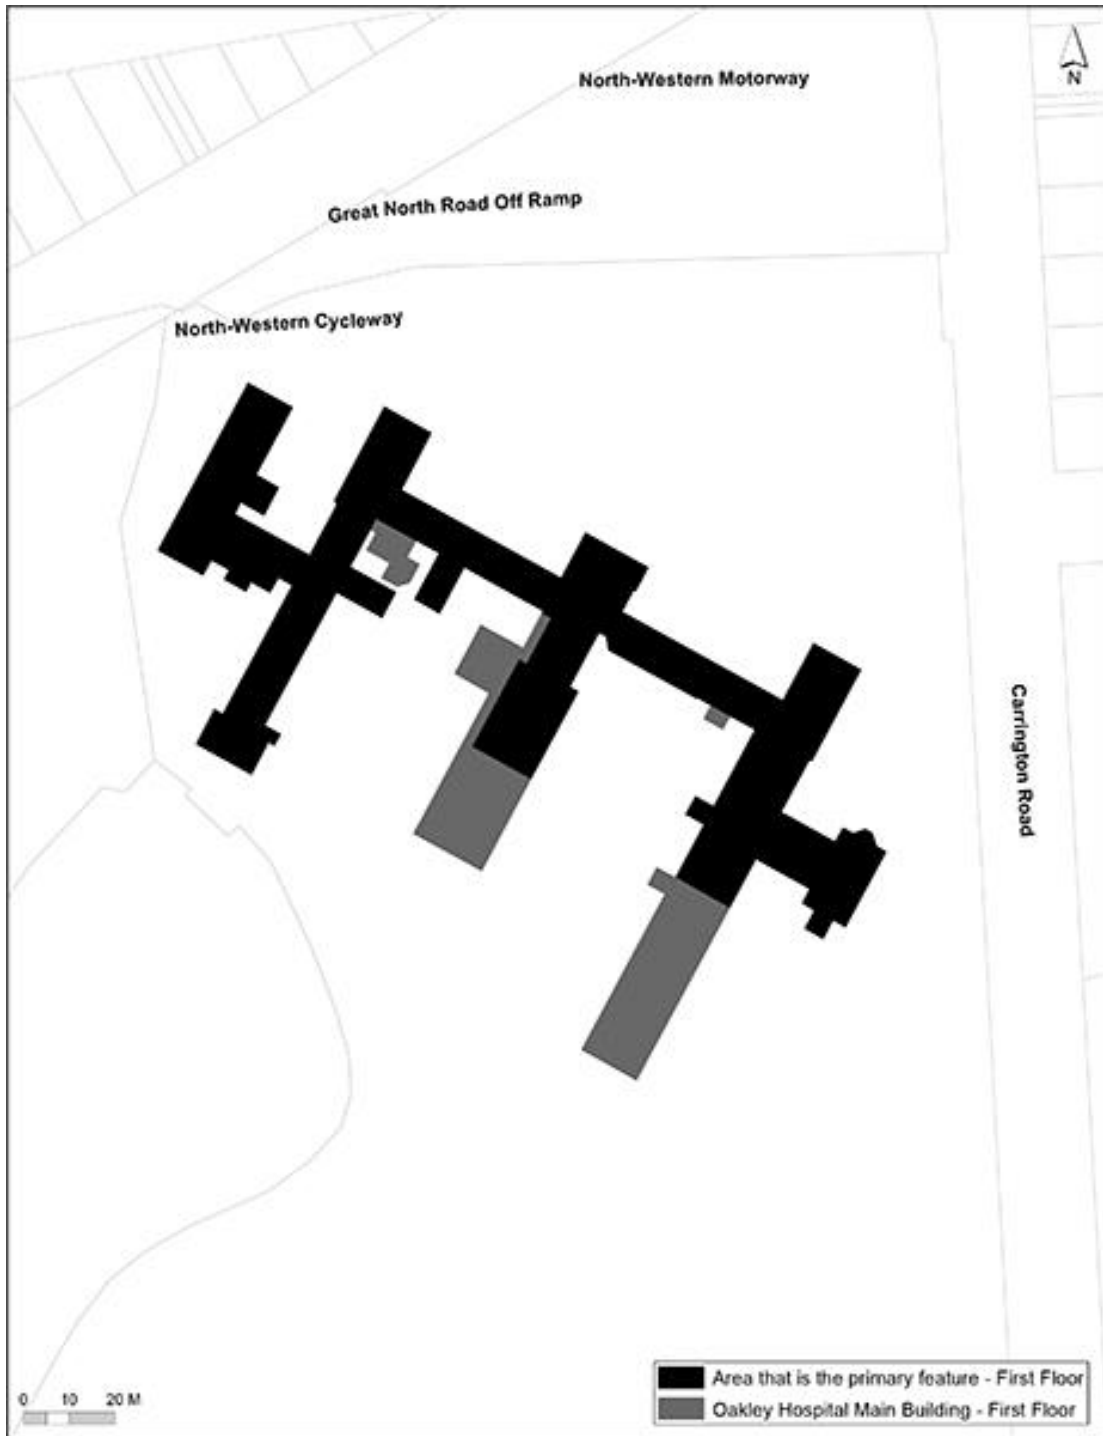 North-Western Motorway
N
Great North Road Off Ramp
North-Western Cycleway
Carrington Road
0 10 20 M
Area that is the primary feature - First Floor
Oakley Hospital Main Building - First Floor